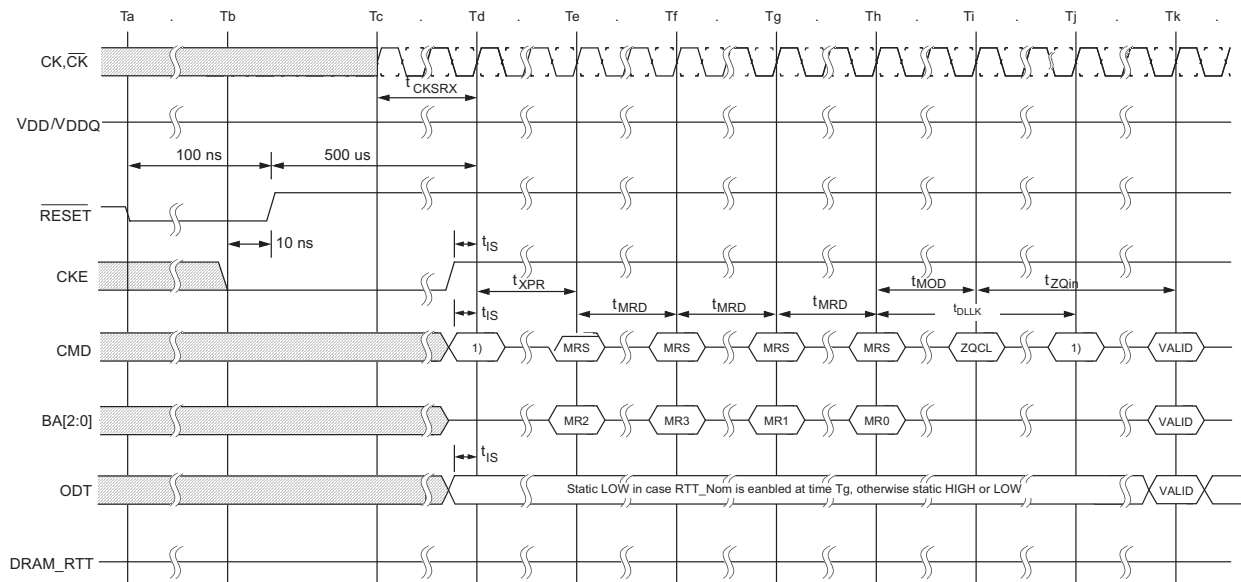 Ta . Tb . Tc . Td . Te . Tf . Tg . Th . Ti . Tj . Tk .
CK,C̅K̅
tCKSRX
VDD/VDDQ
100 ns 500 us
R̅E̅S̅E̅T̅
10 ns tIS
CKE
tXPR tMOD tZQin
tMRD tMRD tMRD tDLLK
tIS
CMD 1) MRS MRS MRS MRS ZQCL 1) VALID
BA[2:0] MR2 MR3 MR1 MR0 VALID
tIS
ODT Static LOW in case RTT_Nom is eanbled at time Tg, otherwise static HIGH or LOW VALID
DRAM_RTT